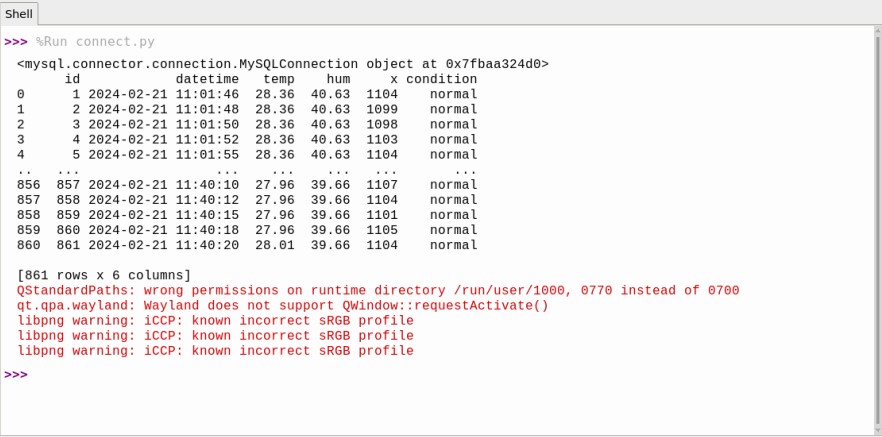 Shell
>>> %Run connect.py
<mysql.connector.connection.MySQLConnection object at 0x7fbaa324d0>
      id            datetime   temp    hum     x condition
0      1 2024-02-21 11:01:46  28.36  40.63  1104    normal
1      2 2024-02-21 11:01:48  28.36  40.63  1099    normal
2      3 2024-02-21 11:01:50  28.36  40.63  1098    normal
3      4 2024-02-21 11:01:52  28.36  40.63  1103    normal
4      5 2024-02-21 11:01:55  28.36  40.63  1104    normal
..   ...                 ...    ...    ...   ...       ...
856  857 2024-02-21 11:40:10  27.96  39.66  1107    normal
857  858 2024-02-21 11:40:12  27.96  39.66  1104    normal
858  859 2024-02-21 11:40:15  27.96  39.66  1101    normal
859  860 2024-02-21 11:40:18  27.96  39.66  1105    normal
860  861 2024-02-21 11:40:20  28.01  39.66  1104    normal
[861 rows x 6 columns]
QStandardPaths: wrong permissions on runtime directory /run/user/1000, 0770 instead of 0700
qt.qpa.wayland: Wayland does not support QWindow::requestActivate()
libpng warning: iCCP: known incorrect sRGB profile
libpng warning: iCCP: known incorrect sRGB profile
libpng warning: iCCP: known incorrect sRGB profile
>>>